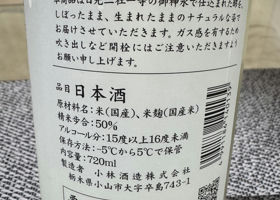 本商品は日光二社一寺の御神水で仕込まれた酒を、
しぼったまま、生まれたままのナチュラルな姿で
お届けさせていただきます。ガス感を有するため
吹き出しなど開栓にはご注意いただきますよう
お願い申し上げます。
品目 日本酒
原材料名：米（国産）、米麹（国産米）
精米歩合：50％
アルコール分：15度以上16度未満
保存方法：-5℃から5℃で保管
内容量：720ml
製造者 小林酒造株式会社
栃木県小山市大字卒島743-1